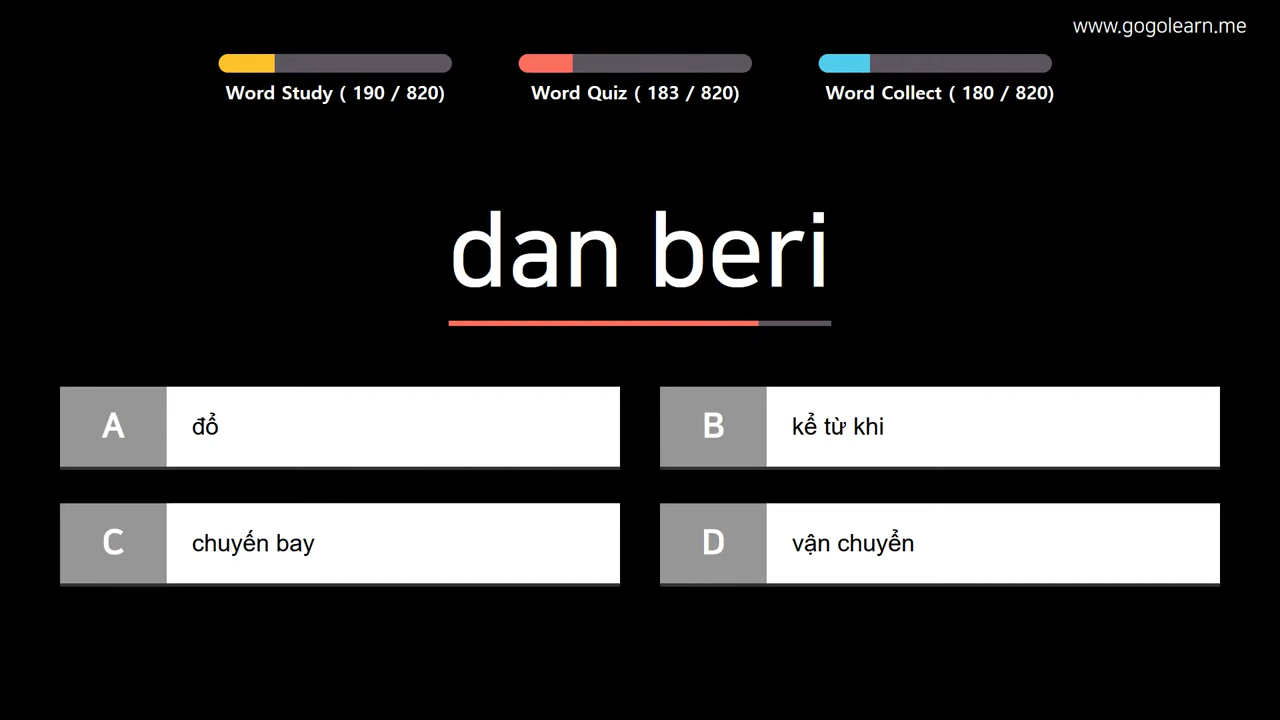 www.gogolearn.me
Word Study ( 190 / 820)
Word Quiz ( 183 / 820)
Word Collect ( 180 / 820)
dan beri
A
đổ
B
kể từ khi
C
chuyến bay
D
vận chuyển